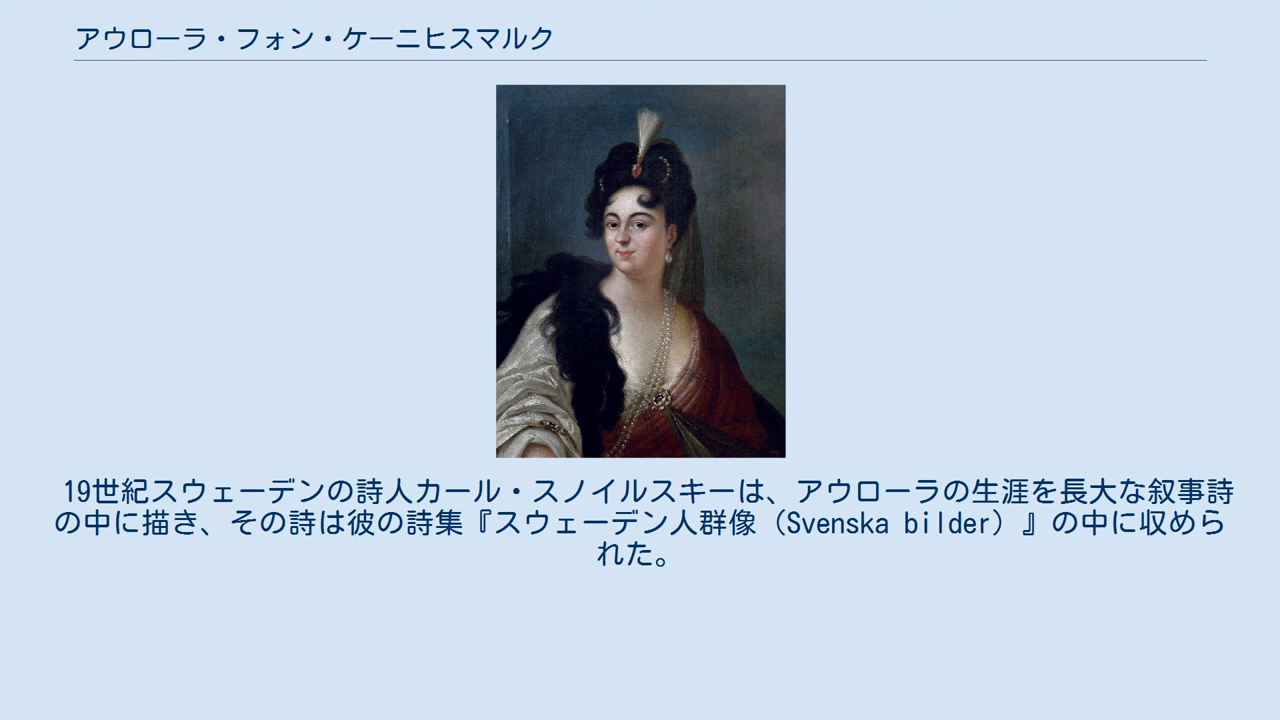 アウローラ・フォン・ケーニヒスマルク
19世紀スウェーデンの詩人カール・スノイルスキーは、アウローラの生涯を長大な叙事詩
の中に描き、その詩は彼の詩集『スウェーデン人群像（Svenska bilder）』の中に収めら
れた。